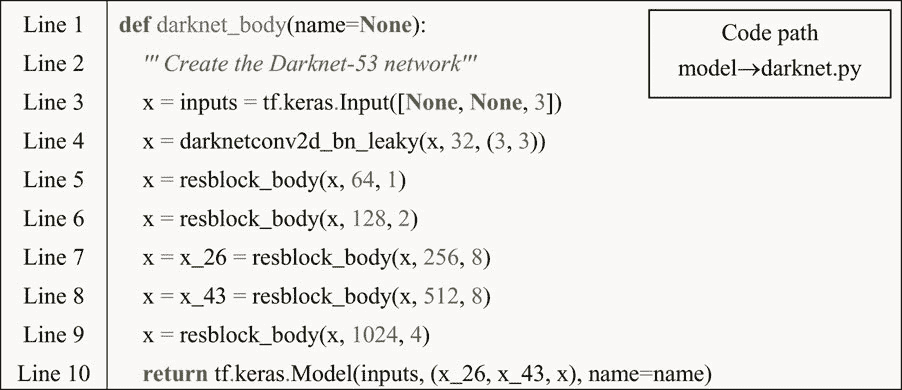 Line 1 def darknet_body(name=None):
Line 2 ''' Create the Darknet-53 network'''
Line 3 x = inputs = tf.keras.Input([None, None, 3])
Line 4 x = darknetconv2d_bn_leaky(x, 32, (3, 3))
Line 5 x = resblock_body(x, 64, 1)
Line 6 x = resblock_body(x, 128, 2)
Line 7 x = x_26 = resblock_body(x, 256, 8)
Line 8 x = x_43 = resblock_body(x, 512, 8)
Line 9 x = resblock_body(x, 1024, 4)
Line 10 return tf.keras.Model(inputs, (x_26, x_43, x), name=name)
Code path
model→darknet.py